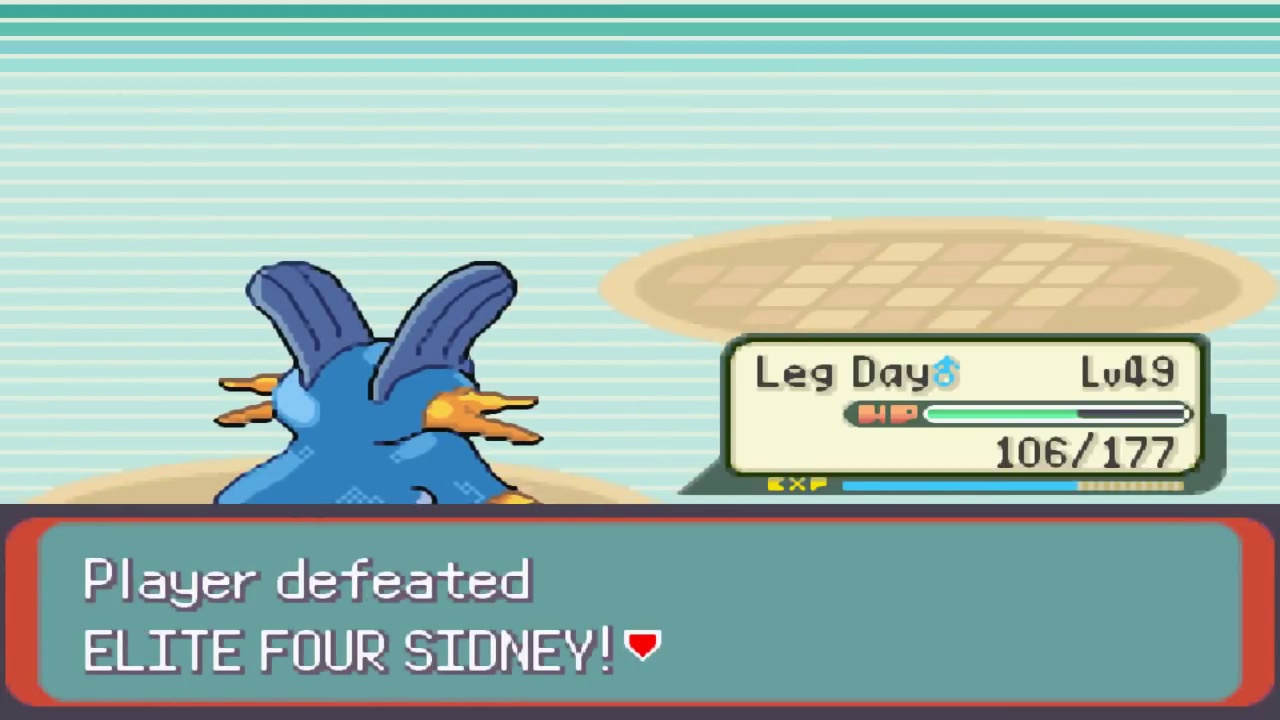 Leg Day♂ Lv49
HP
106/177
EXP
Player defeated
ELITE FOUR SIDNEY!